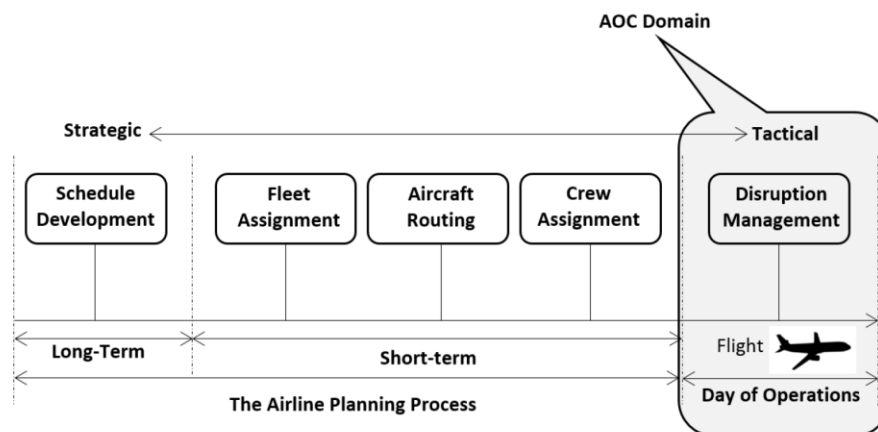 AOC Domain
Strategic
Tactical
Schedule
Development
Fleet
Assignment
Aircraft
Routing
Crew
Assignment
Disruption
Management
Long-Term
Short-term
Flight
The Airline Planning Process
Day of Operations